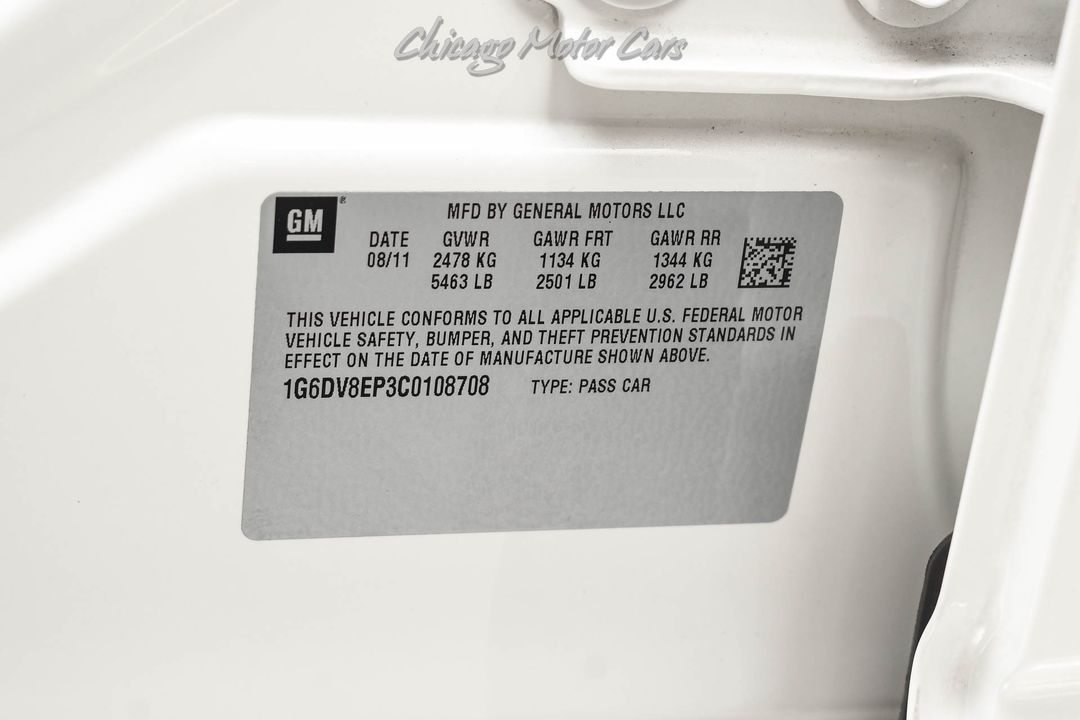 Chicago Motor Cars
GM®
MFD BY GENERAL MOTORS LLC
DATE GVWR GAWR FRT GAWR RR
08/11 2478 KG 1134 KG 1344 KG
5463 LB 2501 LB 2962 LB
THIS VEHICLE CONFORMS TO ALL APPLICABLE U.S. FEDERAL MOTOR
VEHICLE SAFETY, BUMPER, AND THEFT PREVENTION STANDARDS IN
EFFECT ON THE DATE OF MANUFACTURE SHOWN ABOVE.
1G6DV8EP3C0108708 TYPE: PASS CAR